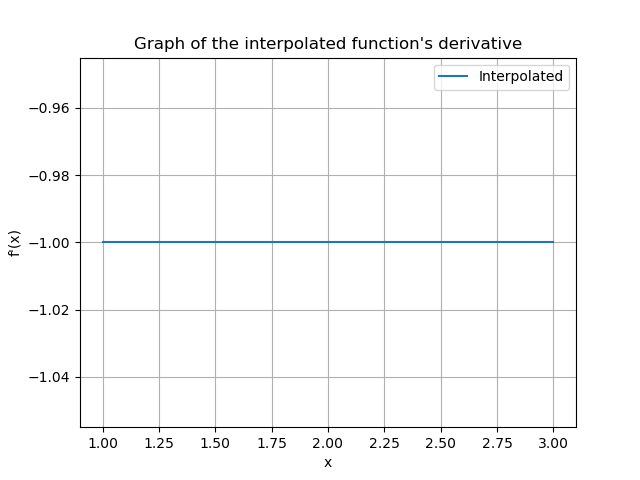 Graph of the interpolated function's derivative
Interpolated
−0.96
−0.98
−1.00
−1.02
−1.04
f'(x)
1.00 1.25 1.50 1.75 2.00 2.25 2.50 2.75 3.00
x